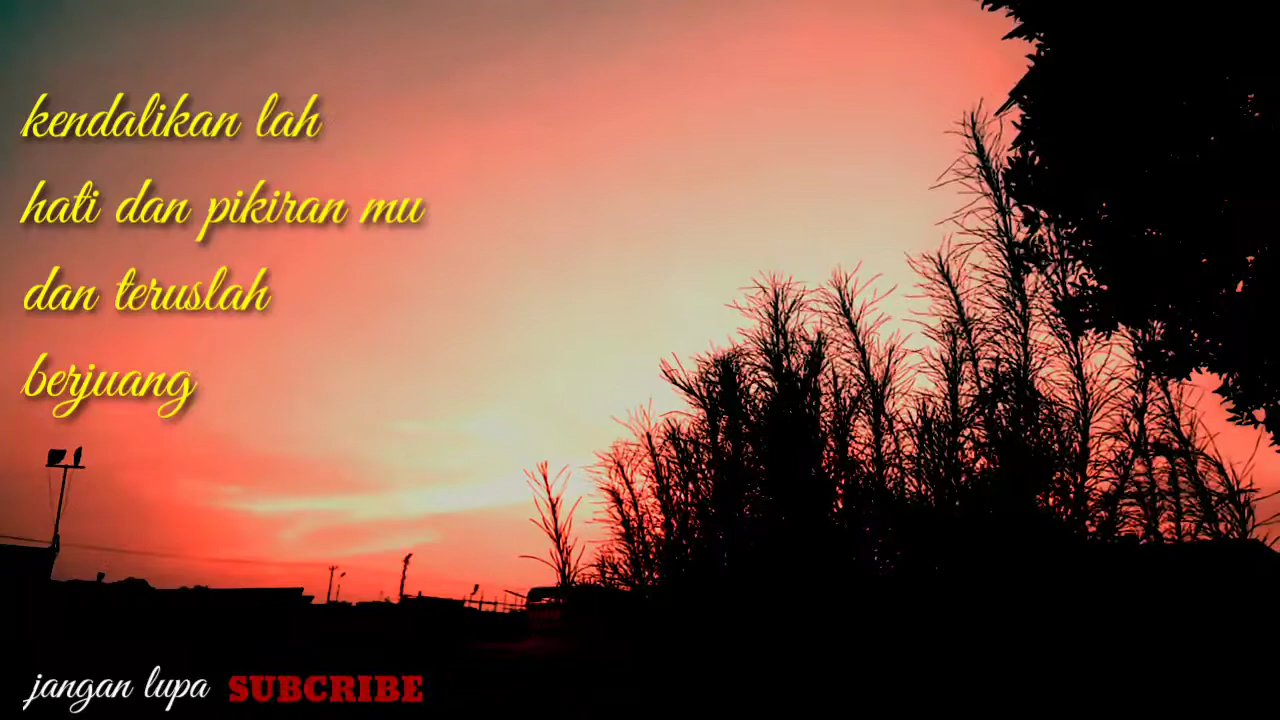 kendalikan lah
hati dan pikiran mu
dan teruslah
berjuang
jangan lupa SUBCRIBE